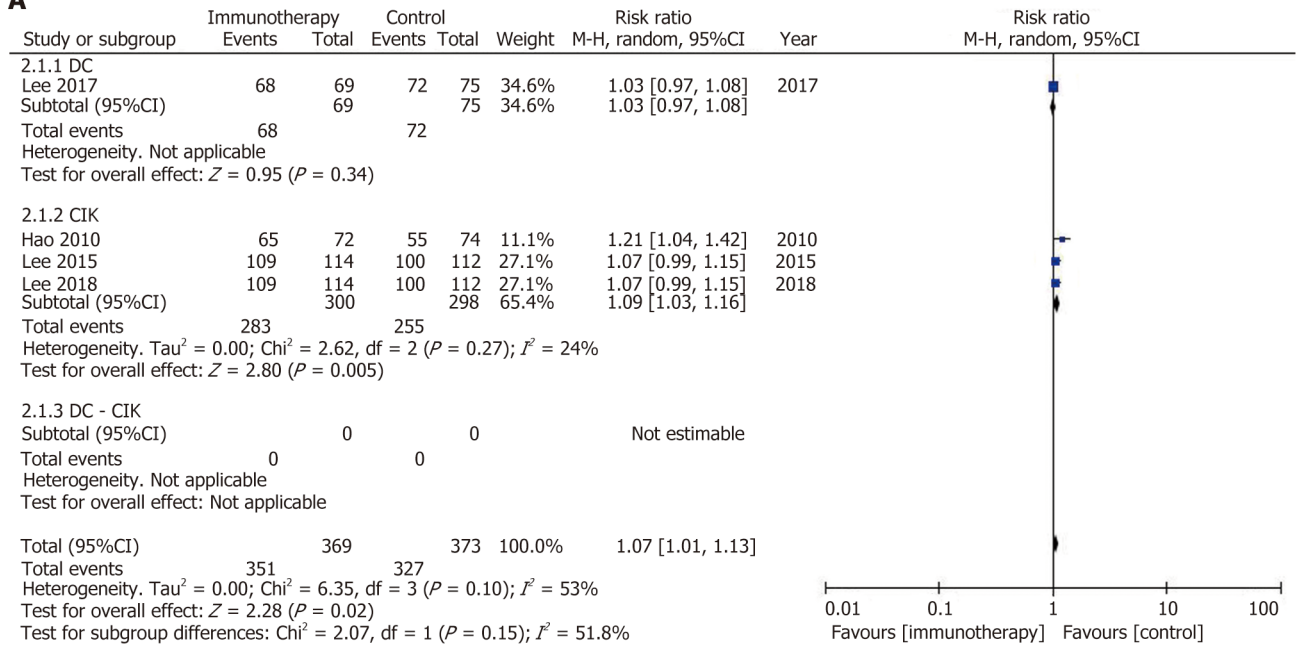 A
Immunotherapy Control Risk ratio Risk ratio
Study or subgroup Events Total Events Total Weight M-H, random, 95%CI Year M-H, random, 95%CI
2.1.1 DC
Lee 2017 68 69 72 75 34.6% 1.03 [0.97, 1.08] 2017
Subtotal (95%CI) 69 75 34.6% 1.03 [0.97, 1.08]
Total events 68 72
Heterogeneity. Not applicable
Test for overall effect: Z = 0.95 (P = 0.34)
2.1.2 CIK
Hao 2010 65 72 55 74 11.1% 1.21 [1.04, 1.42] 2010
Lee 2015 109 114 100 112 27.1% 1.07 [0.99, 1.15] 2015
Lee 2018 109 114 100 112 27.1% 1.07 [0.99, 1.15] 2018
Subtotal (95%CI) 300 298 65.4% 1.09 [1.03, 1.16]
Total events 283 255
Heterogeneity. Tau² = 0.00; Chi² = 2.62, df = 2 (P = 0.27); I² = 24%
Test for overall effect: Z = 2.80 (P = 0.005)
2.1.3 DC - CIK
Subtotal (95%CI) 0 0 Not estimable
Total events 0 0
Heterogeneity. Not applicable
Test for overall effect: Not applicable
Total (95%CI) 369 373 100.0% 1.07 [1.01, 1.13]
Total events 351 327
Heterogeneity. Tau² = 0.00; Chi² = 6.35, df = 3 (P = 0.10); I² = 53%
Test for overall effect: Z = 2.28 (P = 0.02)
Test for subgroup differences: Chi² = 2.07, df = 1 (P = 0.15); I² = 51.8%
0.01 0.1 1 10 100
Favours [immunotherapy] Favours [control]